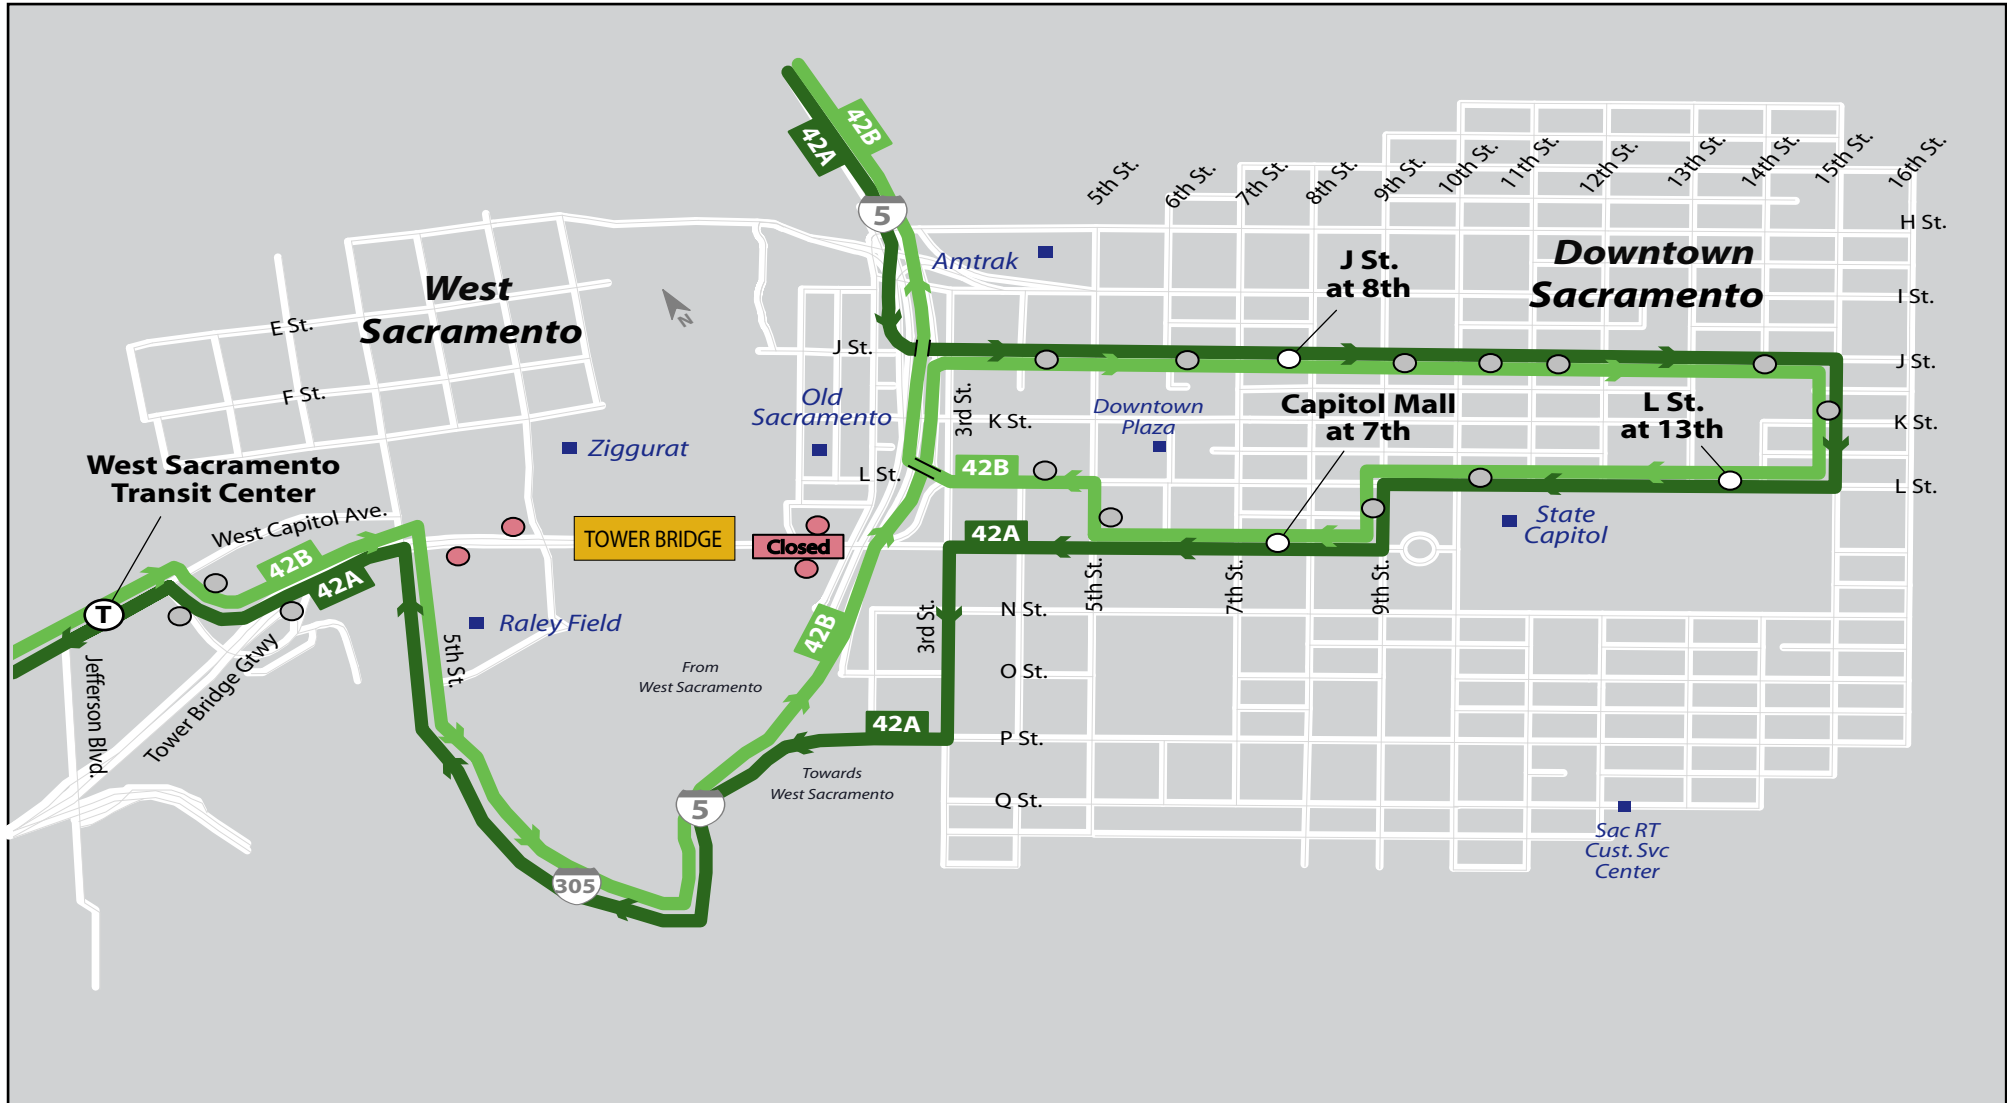 42B
42A
5
5th St.
6th St.
7th St.
8th St.
9th St.
10th St.
11th St.
12th St.
13th St.
14th St.
15th St.
16th St.
H St.
I St.
J St.
K St.
L St.
Amtrak
J St.
at 8th
Downtown
Sacramento
West
Sacramento
N
E St.
F St.
J St.
Old
Sacramento
3rd St.
K St.
Downtown
Plaza
Capitol Mall
at 7th
L St.
at 13th
Ziggurat
West Sacramento
Transit Center
L St.
42B
State
Capitol
West Capitol Ave.
TOWER BRIDGE
Closed
42A
42B
42A
T
5th St.
7th St.
9th St.
3rd St.
N St.
Raley Field
42B
5th St.
Jefferson Blvd.
Tower Bridge Gtwy
From
West Sacramento
O St.
42A
P St.
Towards
West Sacramento
Q St.
5
305
Sac RT
Cust. Svc
Center